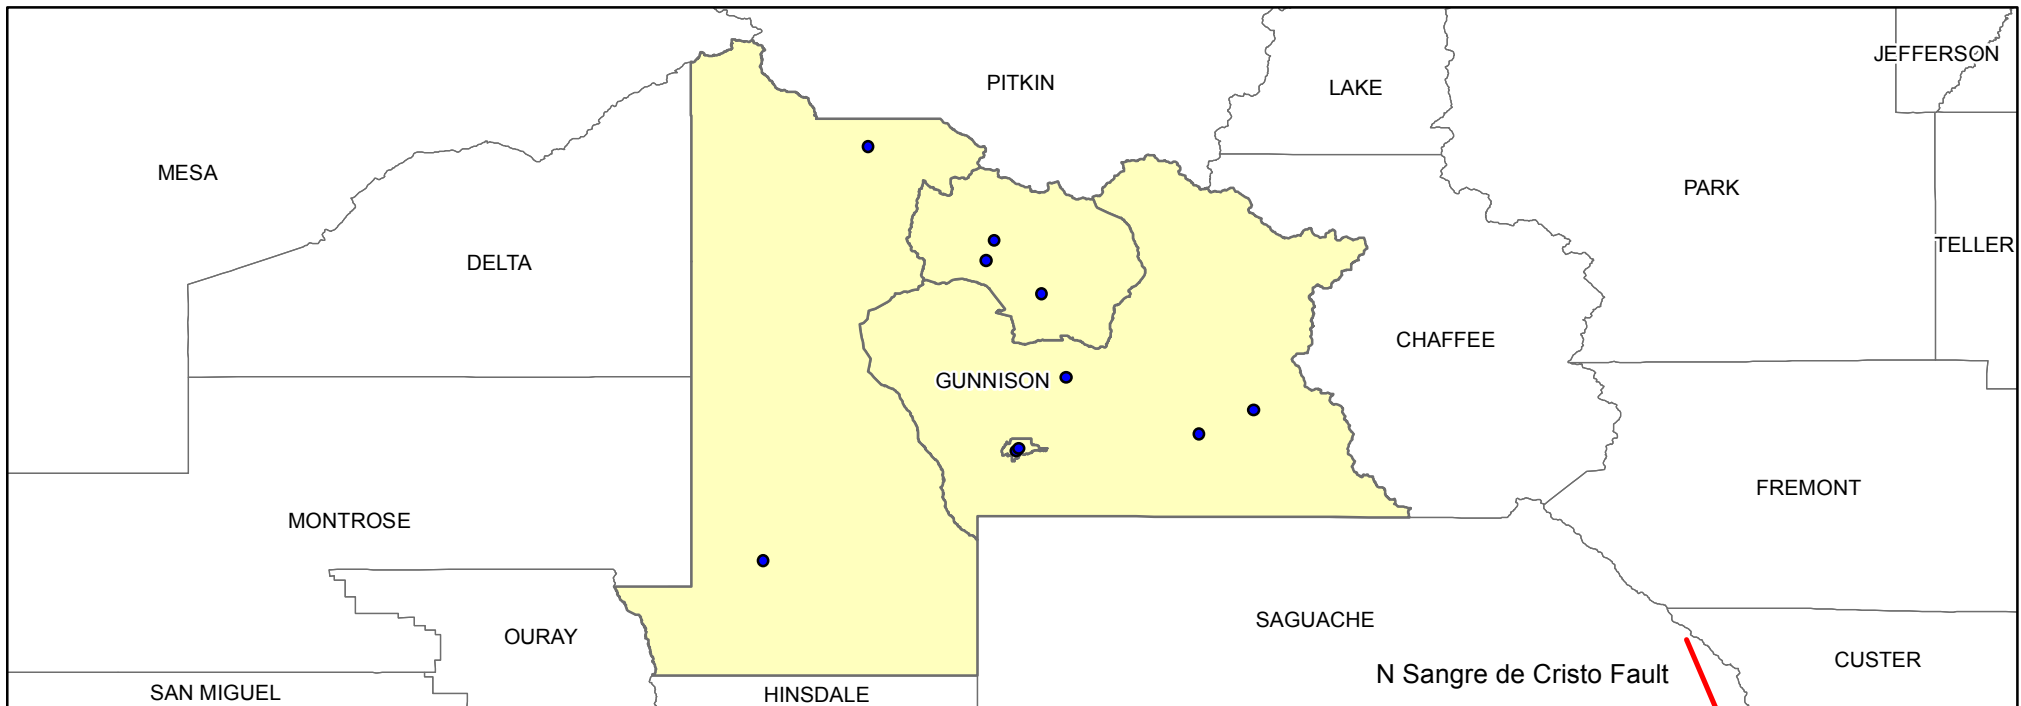 JEFFERSON
PITKIN
LAKE
MESA
PARK
TELLER
DELTA
CHAFFEE
GUNNISON
FREMONT
MONTROSE
SAGUACHE
OURAY
CUSTER
N Sangre de Cristo Fault
SAN MIGUEL
HINSDALE